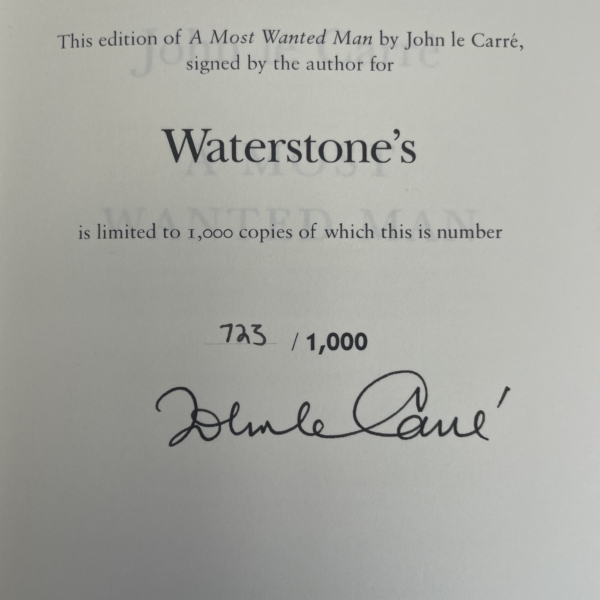 This edition of A Most Wanted Man by John le Carré,
signed by the author for
Waterstone's
is limited to 1,000 copies of which this is number
723 / 1,000
John le Carré